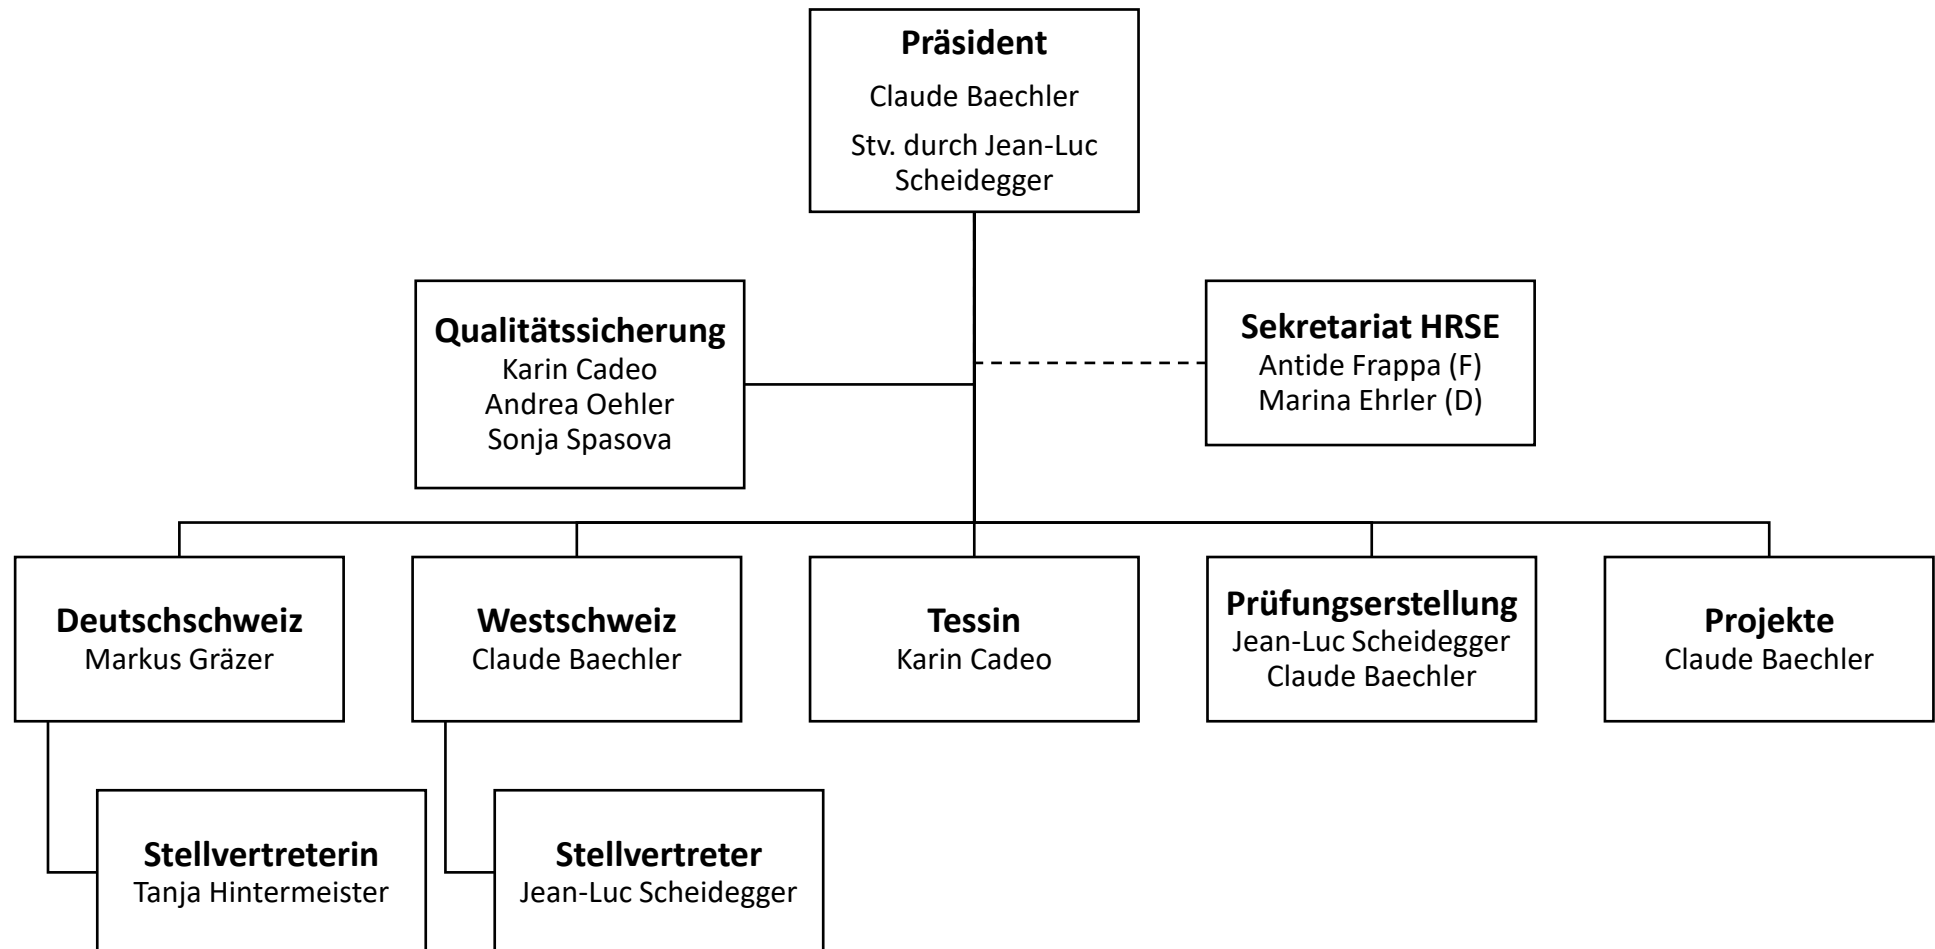 Präsident
Claude Baechler
Stv. durch Jean-Luc
Scheidegger
Qualitätssicherung
Karin Cadeo
Andrea Oehler
Sonja Spasova
Sekretariat HRSE
Antide Frappa (F)
Marina Ehrler (D)
Deutschschweiz
Markus Gräzer
Westschweiz
Claude Baechler
Tessin
Karin Cadeo
Prüfungserstellung
Jean-Luc Scheidegger
Claude Baechler
Projekte
Claude Baechler
Stellvertreterin
Tanja Hintermeister
Stellvertreter
Jean-Luc Scheidegger